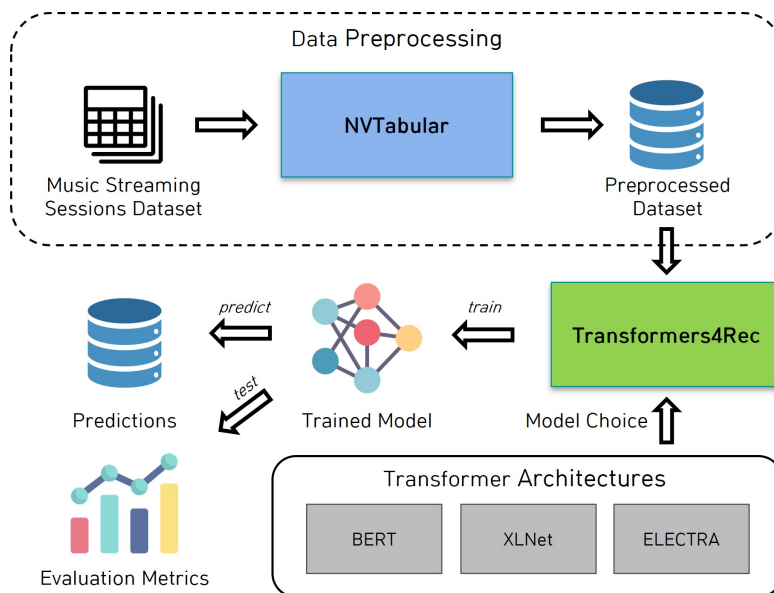 Data Preprocessing
NVTabular
Music Streaming
Sessions Dataset
Preprocessed
Dataset
predict
train
Transformers4Rec
test
Predictions
Trained Model
Model Choice
Transformer Architectures
BERT
XLNet
ELECTRA
Evaluation Metrics